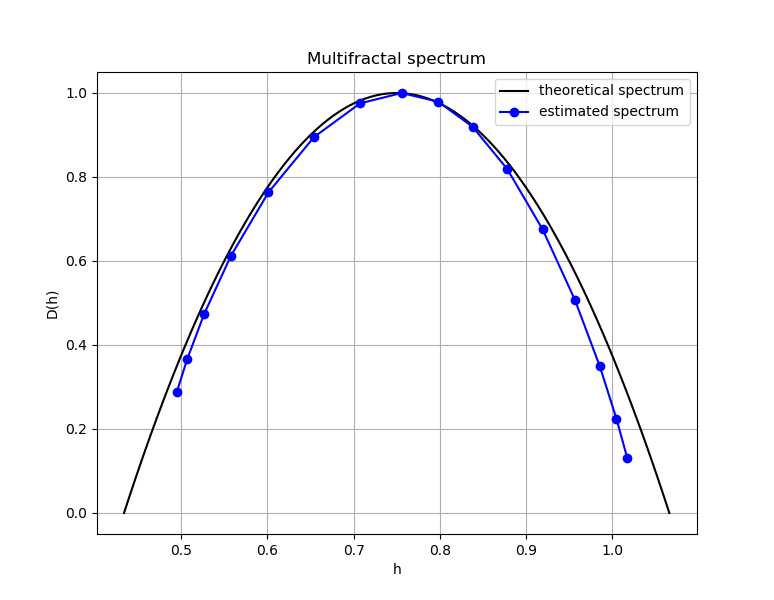 Multifractal spectrum
theoretical spectrum
estimated spectrum
D(h)
1.0
0.8
0.6
0.4
0.2
0.0
0.5 0.6 0.7 0.8 0.9 1.0
h